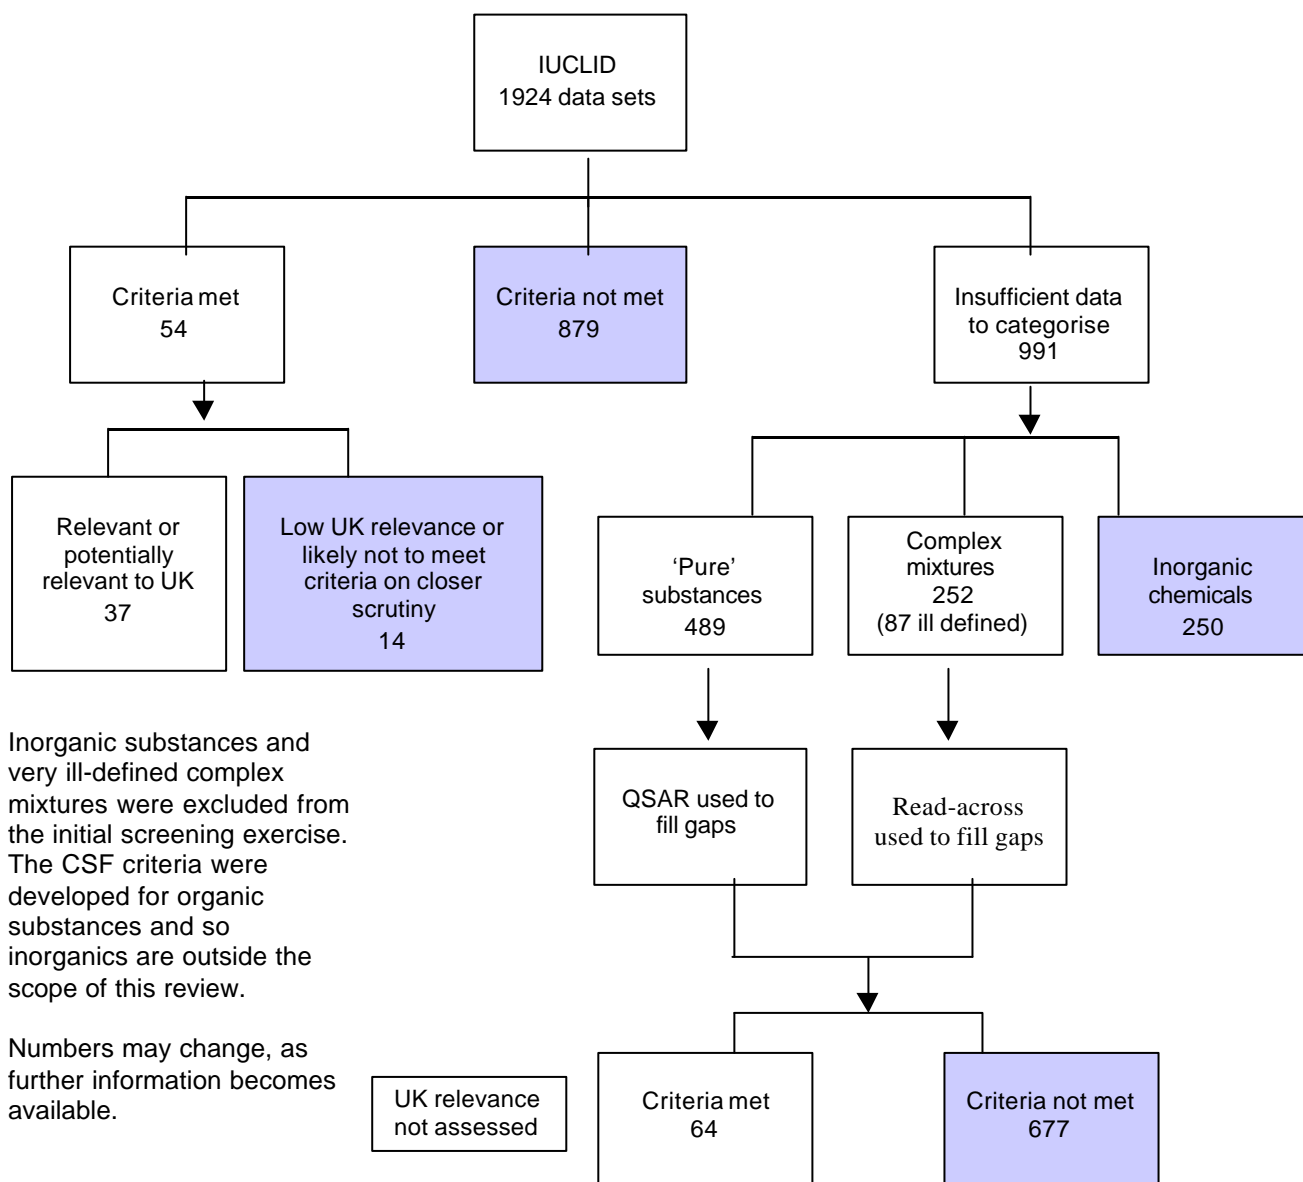 IUCLID
1924 data sets
Criteria met
54
Criteria not met
879
Insufficient data
to categorise
991
Relevant or
potentially
relevant to UK
37
Low UK relevance or
likely not to meet
criteria on closer
scrutiny
14
‘Pure’
substances
489
Complex
mixtures
252
(87 ill defined)
Inorganic
chemicals
250
Inorganic substances and
very ill-defined complex
mixtures were excluded from
the initial screening exercise.
The CSF criteria were
developed for organic
substances and so
inorganics are outside the
scope of this review.
Numbers may change, as
further information becomes
available.
QSAR used to
fill gaps
Read-across
used to fill gaps
UK relevance
not assessed
Criteria met
64
Criteria not met
677